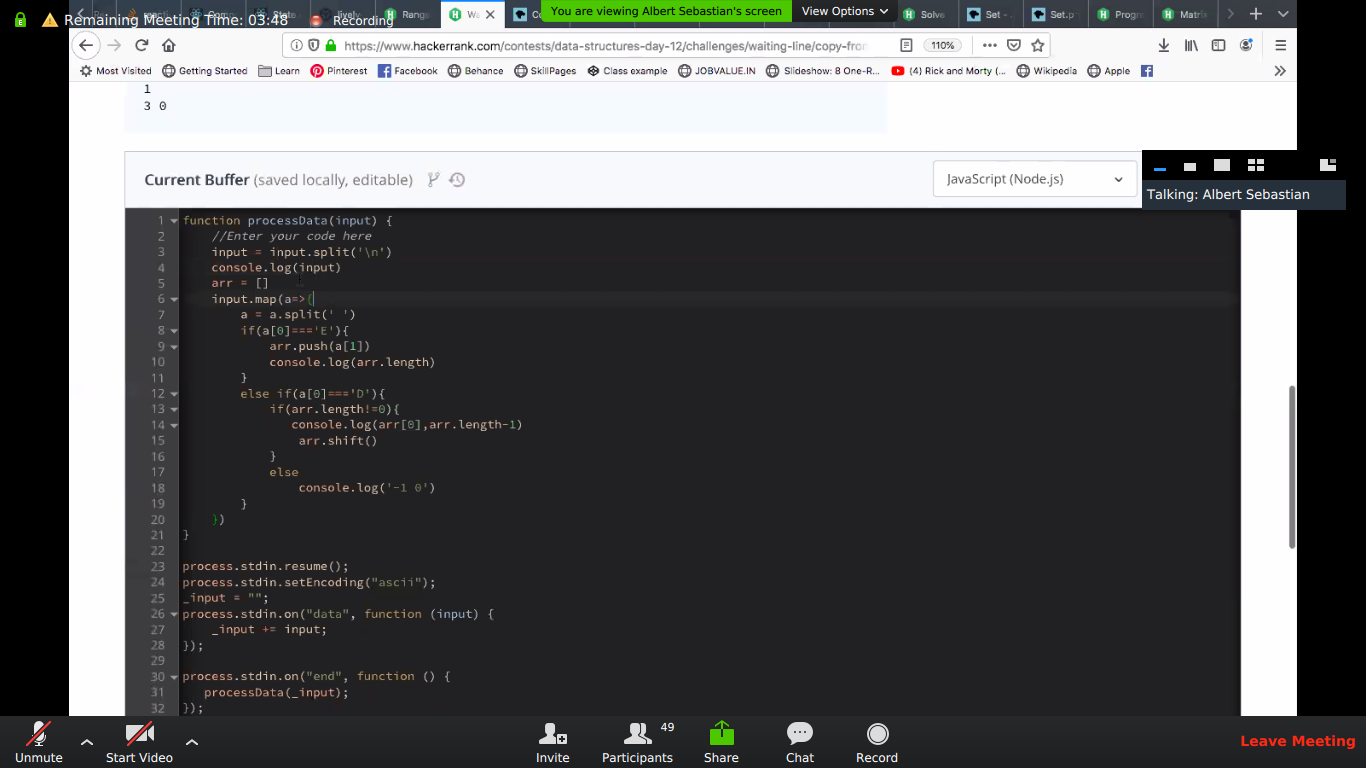 Remaining Meeting Time: 03:48 Recording
You are viewing Albert Sebastian's screen View Options
Rang Solve Set - Set.p Progr Matrix
https://www.hackerrank.com/contests/data-structures-day-12/challenges/waiting-line/copy-fro 110%
Most Visited Getting Started Learn Pinterest Facebook Behance SkillPages Class example JOBVALUE.IN Slideshow: 8 One-R... (4) Rick and Morty (... Wikipedia Apple
1
3 0
Current Buffer (saved locally, editable) JavaScript (Node.js)
Talking: Albert Sebastian
1 function processData(input) {
2 //Enter your code here
3 input = input.split('\n')
4 console.log(input)
5 arr = []
6 input.map(a=>{
7 a = a.split(' ')
8 if(a[0]==='E'){
9 arr.push(a[1])
10 console.log(arr.length)
11 }
12 else if(a[0]==='D'){
13 if(arr.length!=0){
14 console.log(arr[0],arr.length-1)
15 arr.shift()
16 }
17 else
18 console.log('-1 0')
19 }
20 })
21 }
22
23 process.stdin.resume();
24 process.stdin.setEncoding("ascii");
25 _input = "";
26 process.stdin.on("data", function (input) {
27 _input += input;
28 });
29
30 process.stdin.on("end", function () {
31 processData(_input);
32 });
Unmute Start Video Invite Participants 49 Share Chat Record Leave Meeting